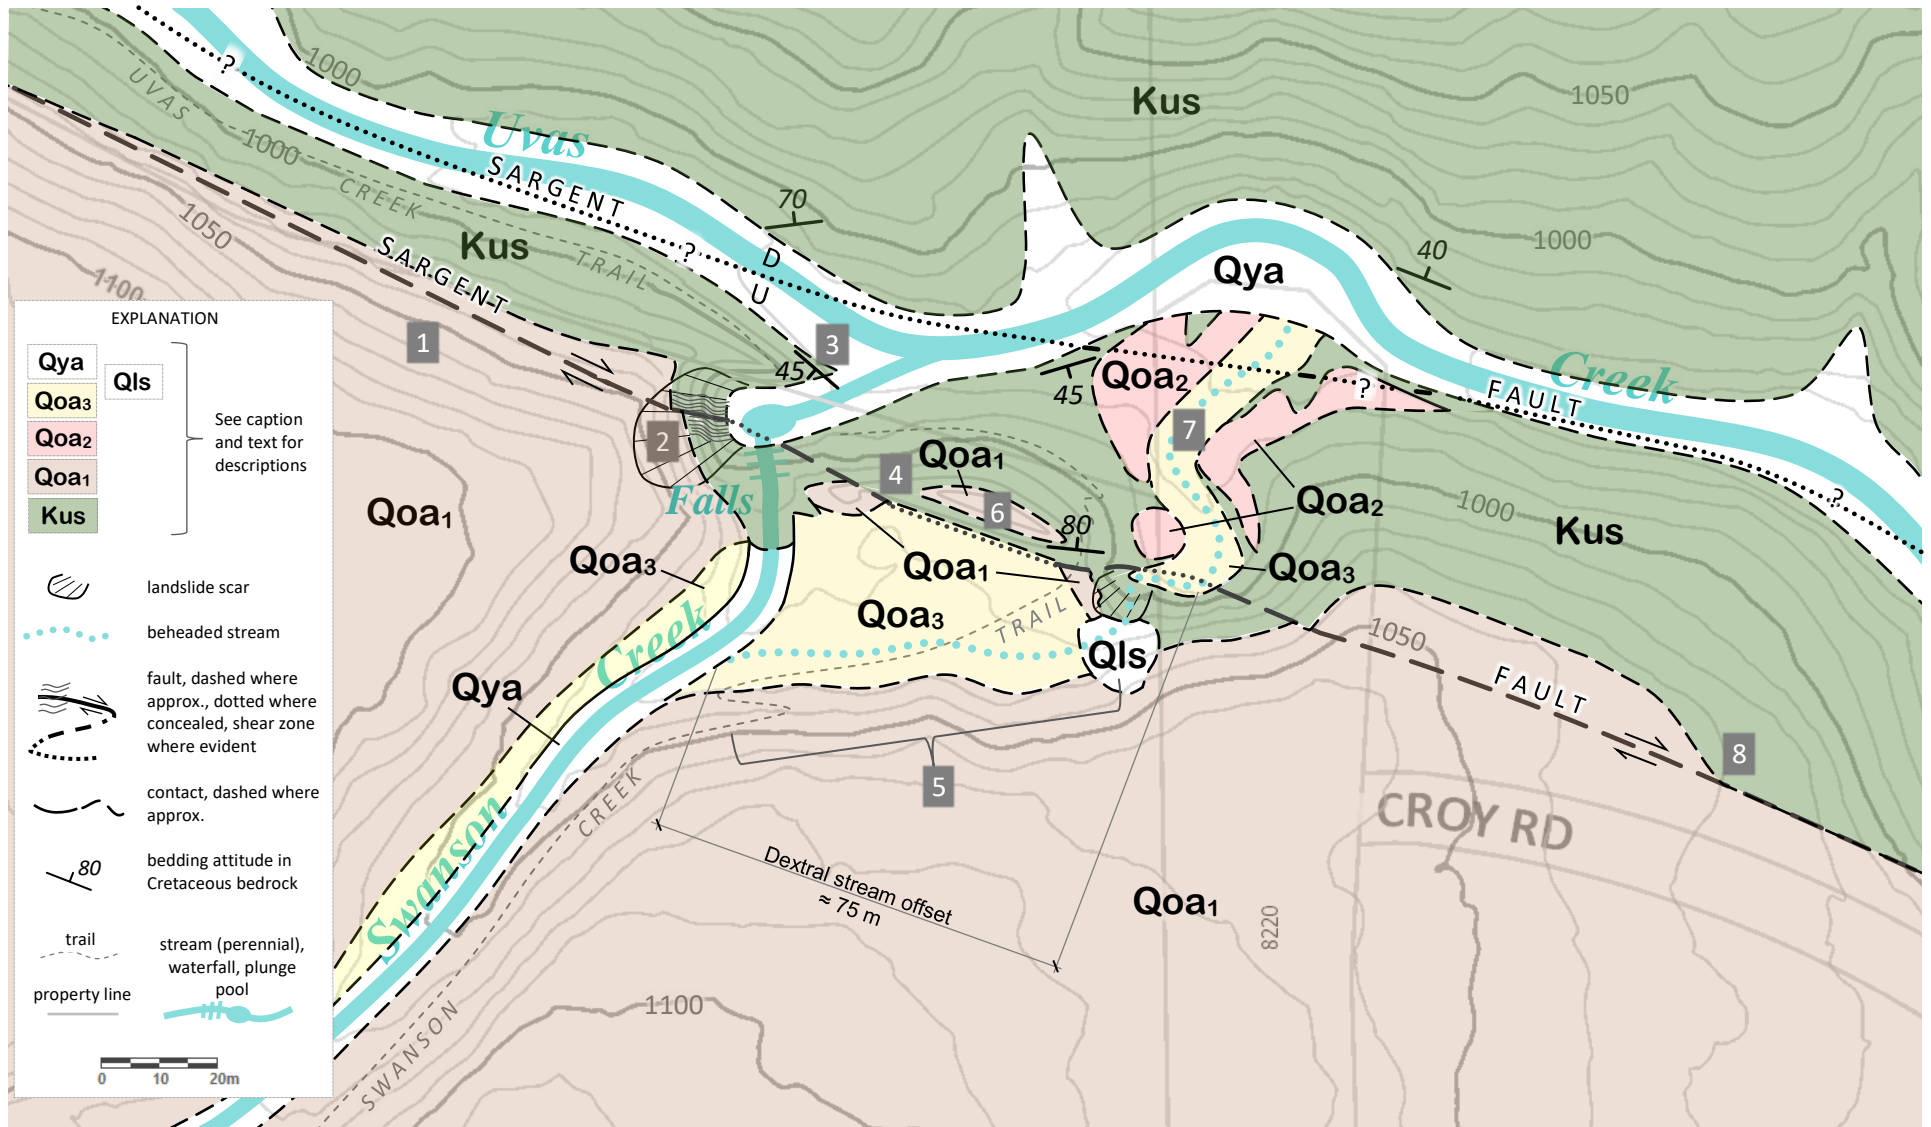 1000
?
UVAS
Kus
1050
Uvas
1000
SARGENT
CREEK
70
1050
Kus
SARGENT
?
TRAIL
D
U
Qya
40
1000
1100
EXPLANATION
Qya
Qls
Qoa3
Qoa2
Qoa1
Kus
See caption
and text for
descriptions
landslide scar
beheaded stream
fault, dashed where
approx., dotted where
concealed, shear zone
where evident
contact, dashed where
approx.
80
bedding attitude in
Cretaceous bedrock
trail
stream (perennial),
waterfall, plunge
pool
property line
0 10 20m
1
2
3
45
45
Qoa2
?
Creek
FAULT
7
4
Qoa1
6
Falls
Qoa1
80
Qoa2
1000
Kus
?
Qoa1
Qoa3
Qoa1
Qoa3
Qoa3
TRAIL
Creek
Qls
1050
FAULT
Qya
5
8
CREEK
CROY RD
Swanson
Dextral stream offset
≈ 75 m
Qoa1
8220
1100
SWANSON